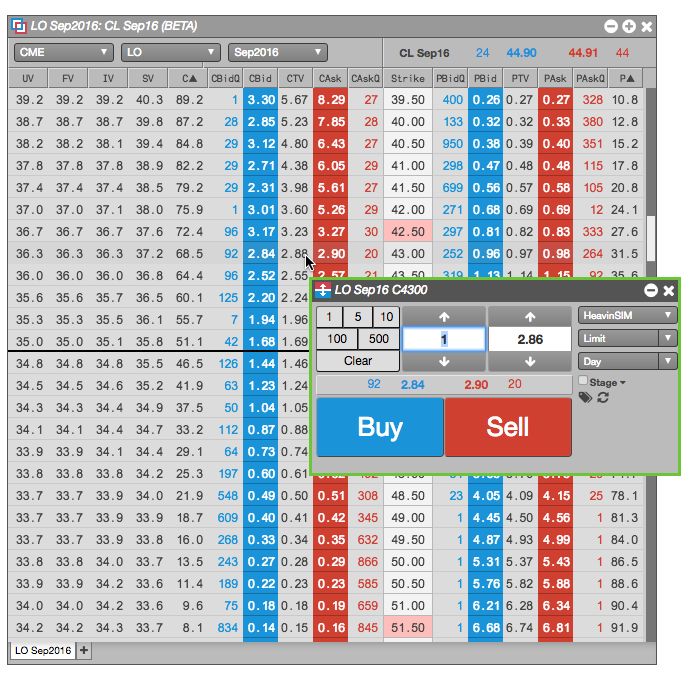 LO Sep2016: CL Sep16 (BETA)
CME LO Sep2016 CL Sep16 24 44.90 44.91 44
UV FV IV SV C▲ CBidQ CBid CTV CAsk CAskQ Strike PBidQ PBid PTV PAsk PAskQ P▲
39.2 39.2 39.2 40.3 89.2 1 3.30 5.67 8.29 27 39.50 400 0.26 0.27 0.27 328 10.8
38.7 38.7 38.7 39.9 87.2 28 2.85 5.23 7.85 28 40.00 133 0.32 0.32 0.33 380 12.8
38.2 38.2 38.1 39.4 84.8 29 3.12 4.80 6.43 27 40.50 950 0.38 0.39 0.40 351 15.2
37.8 37.8 37.8 38.9 82.2 29 2.71 4.38 6.05 29 41.00 298 0.47 0.48 0.48 115 17.8
37.4 37.4 37.4 38.5 79.2 29 2.31 3.98 5.61 27 41.50 699 0.56 0.57 0.58 105 20.8
37.0 37.0 37.1 38.0 75.9 1 3.01 3.60 5.26 29 42.00 271 0.68 0.69 0.69 12 24.1
36.7 36.7 36.7 37.6 72.4 96 3.17 3.23 3.27 30 42.50 297 0.81 0.82 0.83 333 27.6
36.3 36.3 36.3 37.2 68.5 92 2.84 2.88 2.90 20 43.00 252 0.96 0.97 0.98 264 31.5
36.0 36.0 36.0 36.8 64.4 96 2.52 2.55 2.57 21 43.50 319 1.13 1.14 1.15 92 35.6
35.6 35.6 35.7 36.5 60.1 125 2.20 2.24
35.3 35.3 35.5 36.1 55.7 7 1.94 1.96
35.0 35.0 35.1 35.8 51.1 42 1.68 1.69
34.8 34.8 34.8 35.5 46.5 126 1.44 1.46
34.5 34.5 34.6 35.2 41.9 63 1.23 1.24
34.3 34.3 34.4 34.9 37.5 50 1.04 1.05
34.1 34.1 34.4 34.7 33.2 112 0.87 0.88
33.9 33.9 34.1 34.4 29.1 64 0.73 0.74
33.8 33.8 33.9 34.2 25.3 197 0.60 0.61
33.7 33.7 33.9 34.0 21.9 548 0.49 0.50 0.51 308 48.50 23 4.05 4.09 4.15 25 78.1
33.7 33.7 33.9 33.9 18.7 609 0.40 0.41 0.42 345 49.00 1 4.45 4.50 4.56 1 81.3
33.7 33.7 33.9 33.8 16.0 268 0.33 0.34 0.35 632 49.50 1 4.87 4.93 4.99 1 84.0
33.8 33.8 34.0 33.7 13.5 243 0.27 0.28 0.29 866 50.00 1 5.31 5.37 5.43 1 86.5
33.9 33.9 34.2 33.6 11.4 189 0.22 0.23 0.23 585 50.50 1 5.76 5.82 5.88 1 88.6
34.0 34.0 34.2 33.6 9.6 75 0.18 0.18 0.19 659 51.00 1 6.21 6.28 6.34 1 90.4
34.2 34.2 34.3 33.7 8.1 834 0.14 0.15 0.16 845 51.50 1 6.68 6.74 6.81 1 91.9
LO Sep2016 +
LO Sep16 C4300
1 5 10
100 500
Clear
1
2.86
HeavinSIM
Limit
Day
Stage
92 2.84 2.90 20
Buy Sell